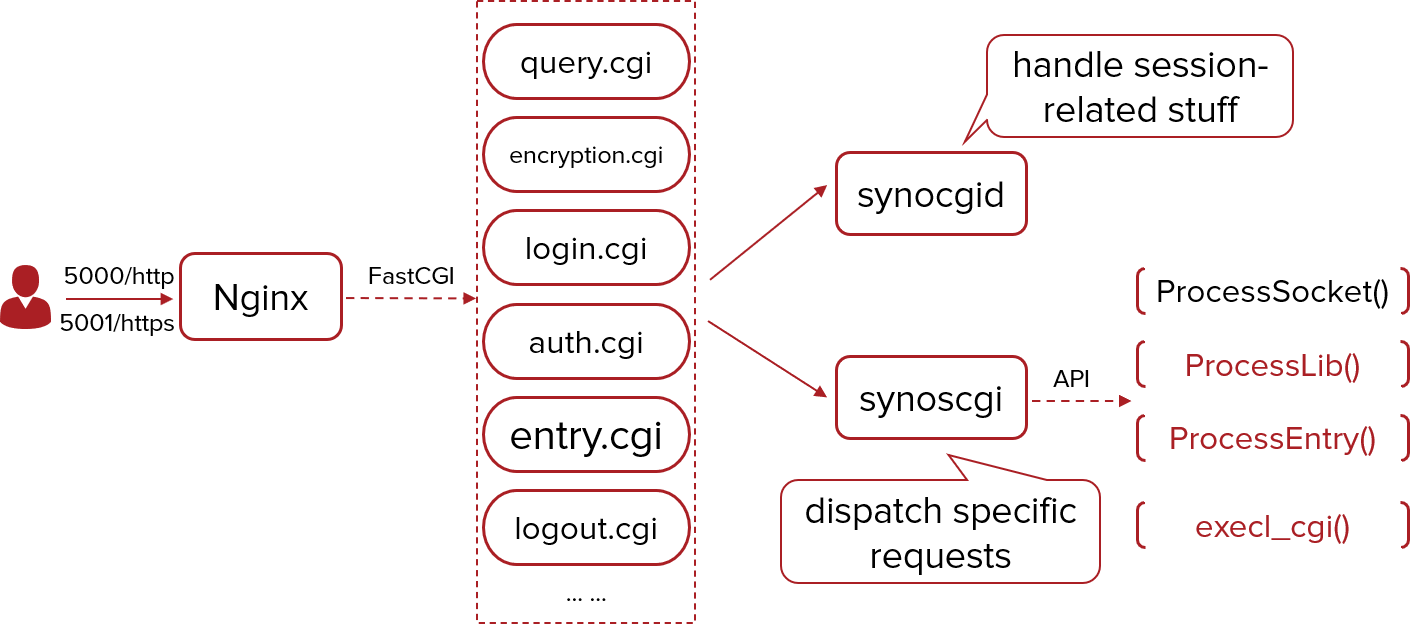 5000/http
5001/https
Nginx
FastCGI
query.cgi
encryption.cgi
login.cgi
auth.cgi
entry.cgi
logout.cgi
... ...
handle session-
related stuff
synocgid
synoscgi
dispatch specific
requests
API
ProcessSocket()
ProcessLib()
ProcessEntry()
execl_cgi()